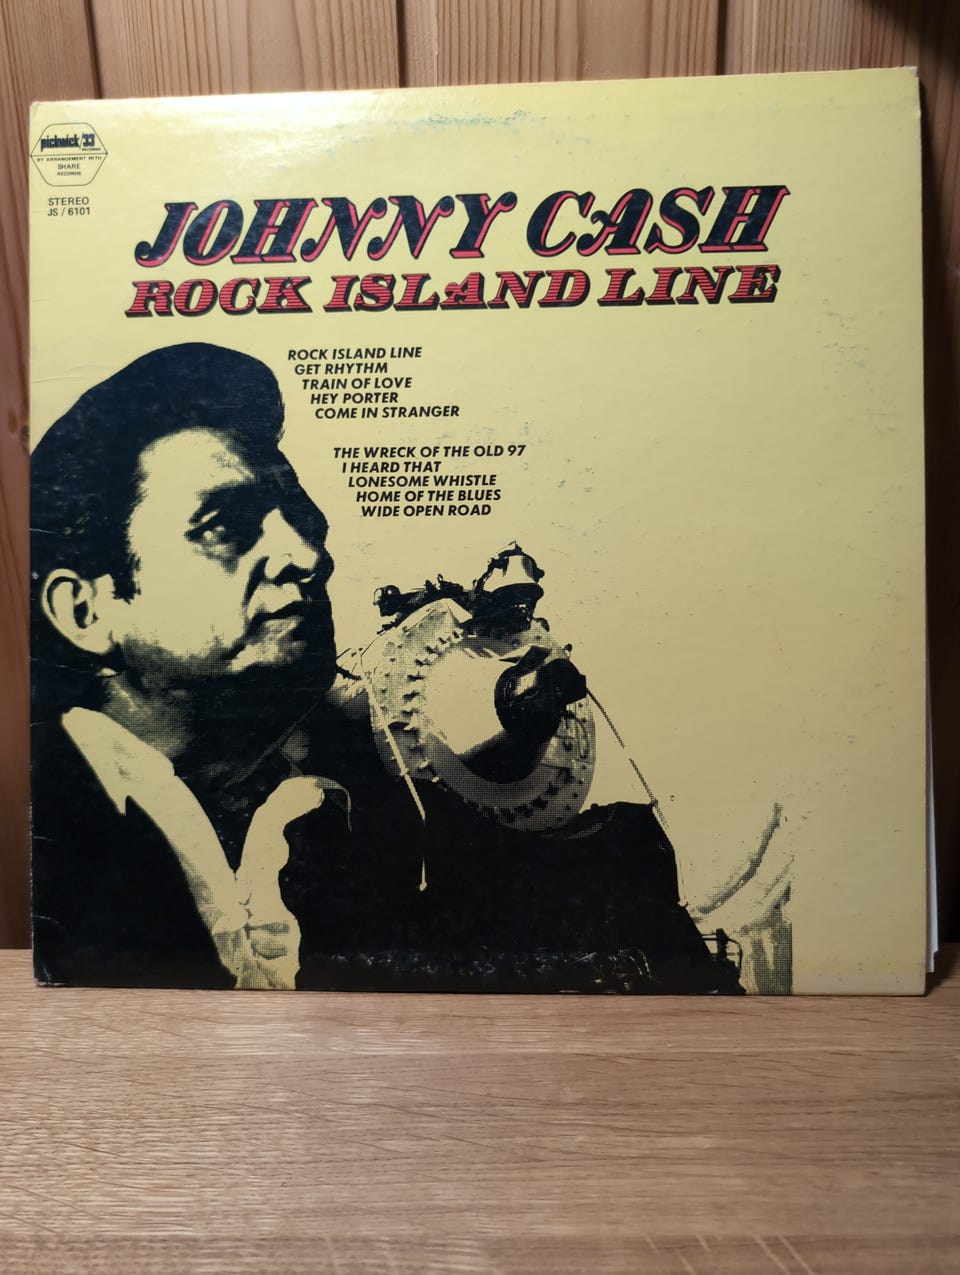 pickwick/33
RECORDS
BY ARRANGEMENT WITH
SHARE
RECORDS
STEREO
JS / 6101
JOHNNY CASH
ROCK ISLAND LINE
ROCK ISLAND LINE
GET RHYTHM
TRAIN OF LOVE
HEY PORTER
COME IN STRANGER
THE WRECK OF THE OLD 97
I HEARD THAT
LONESOME WHISTLE
HOME OF THE BLUES
WIDE OPEN ROAD